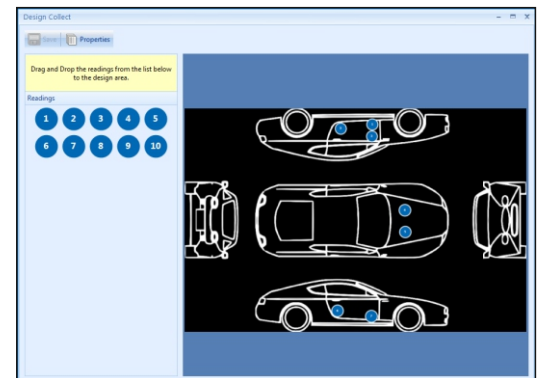 Design Collect
Save Properties
Drag and Drop the readings from the list below
to the design area.
Readings
1 2 3 4 5
6 7 8 9 10